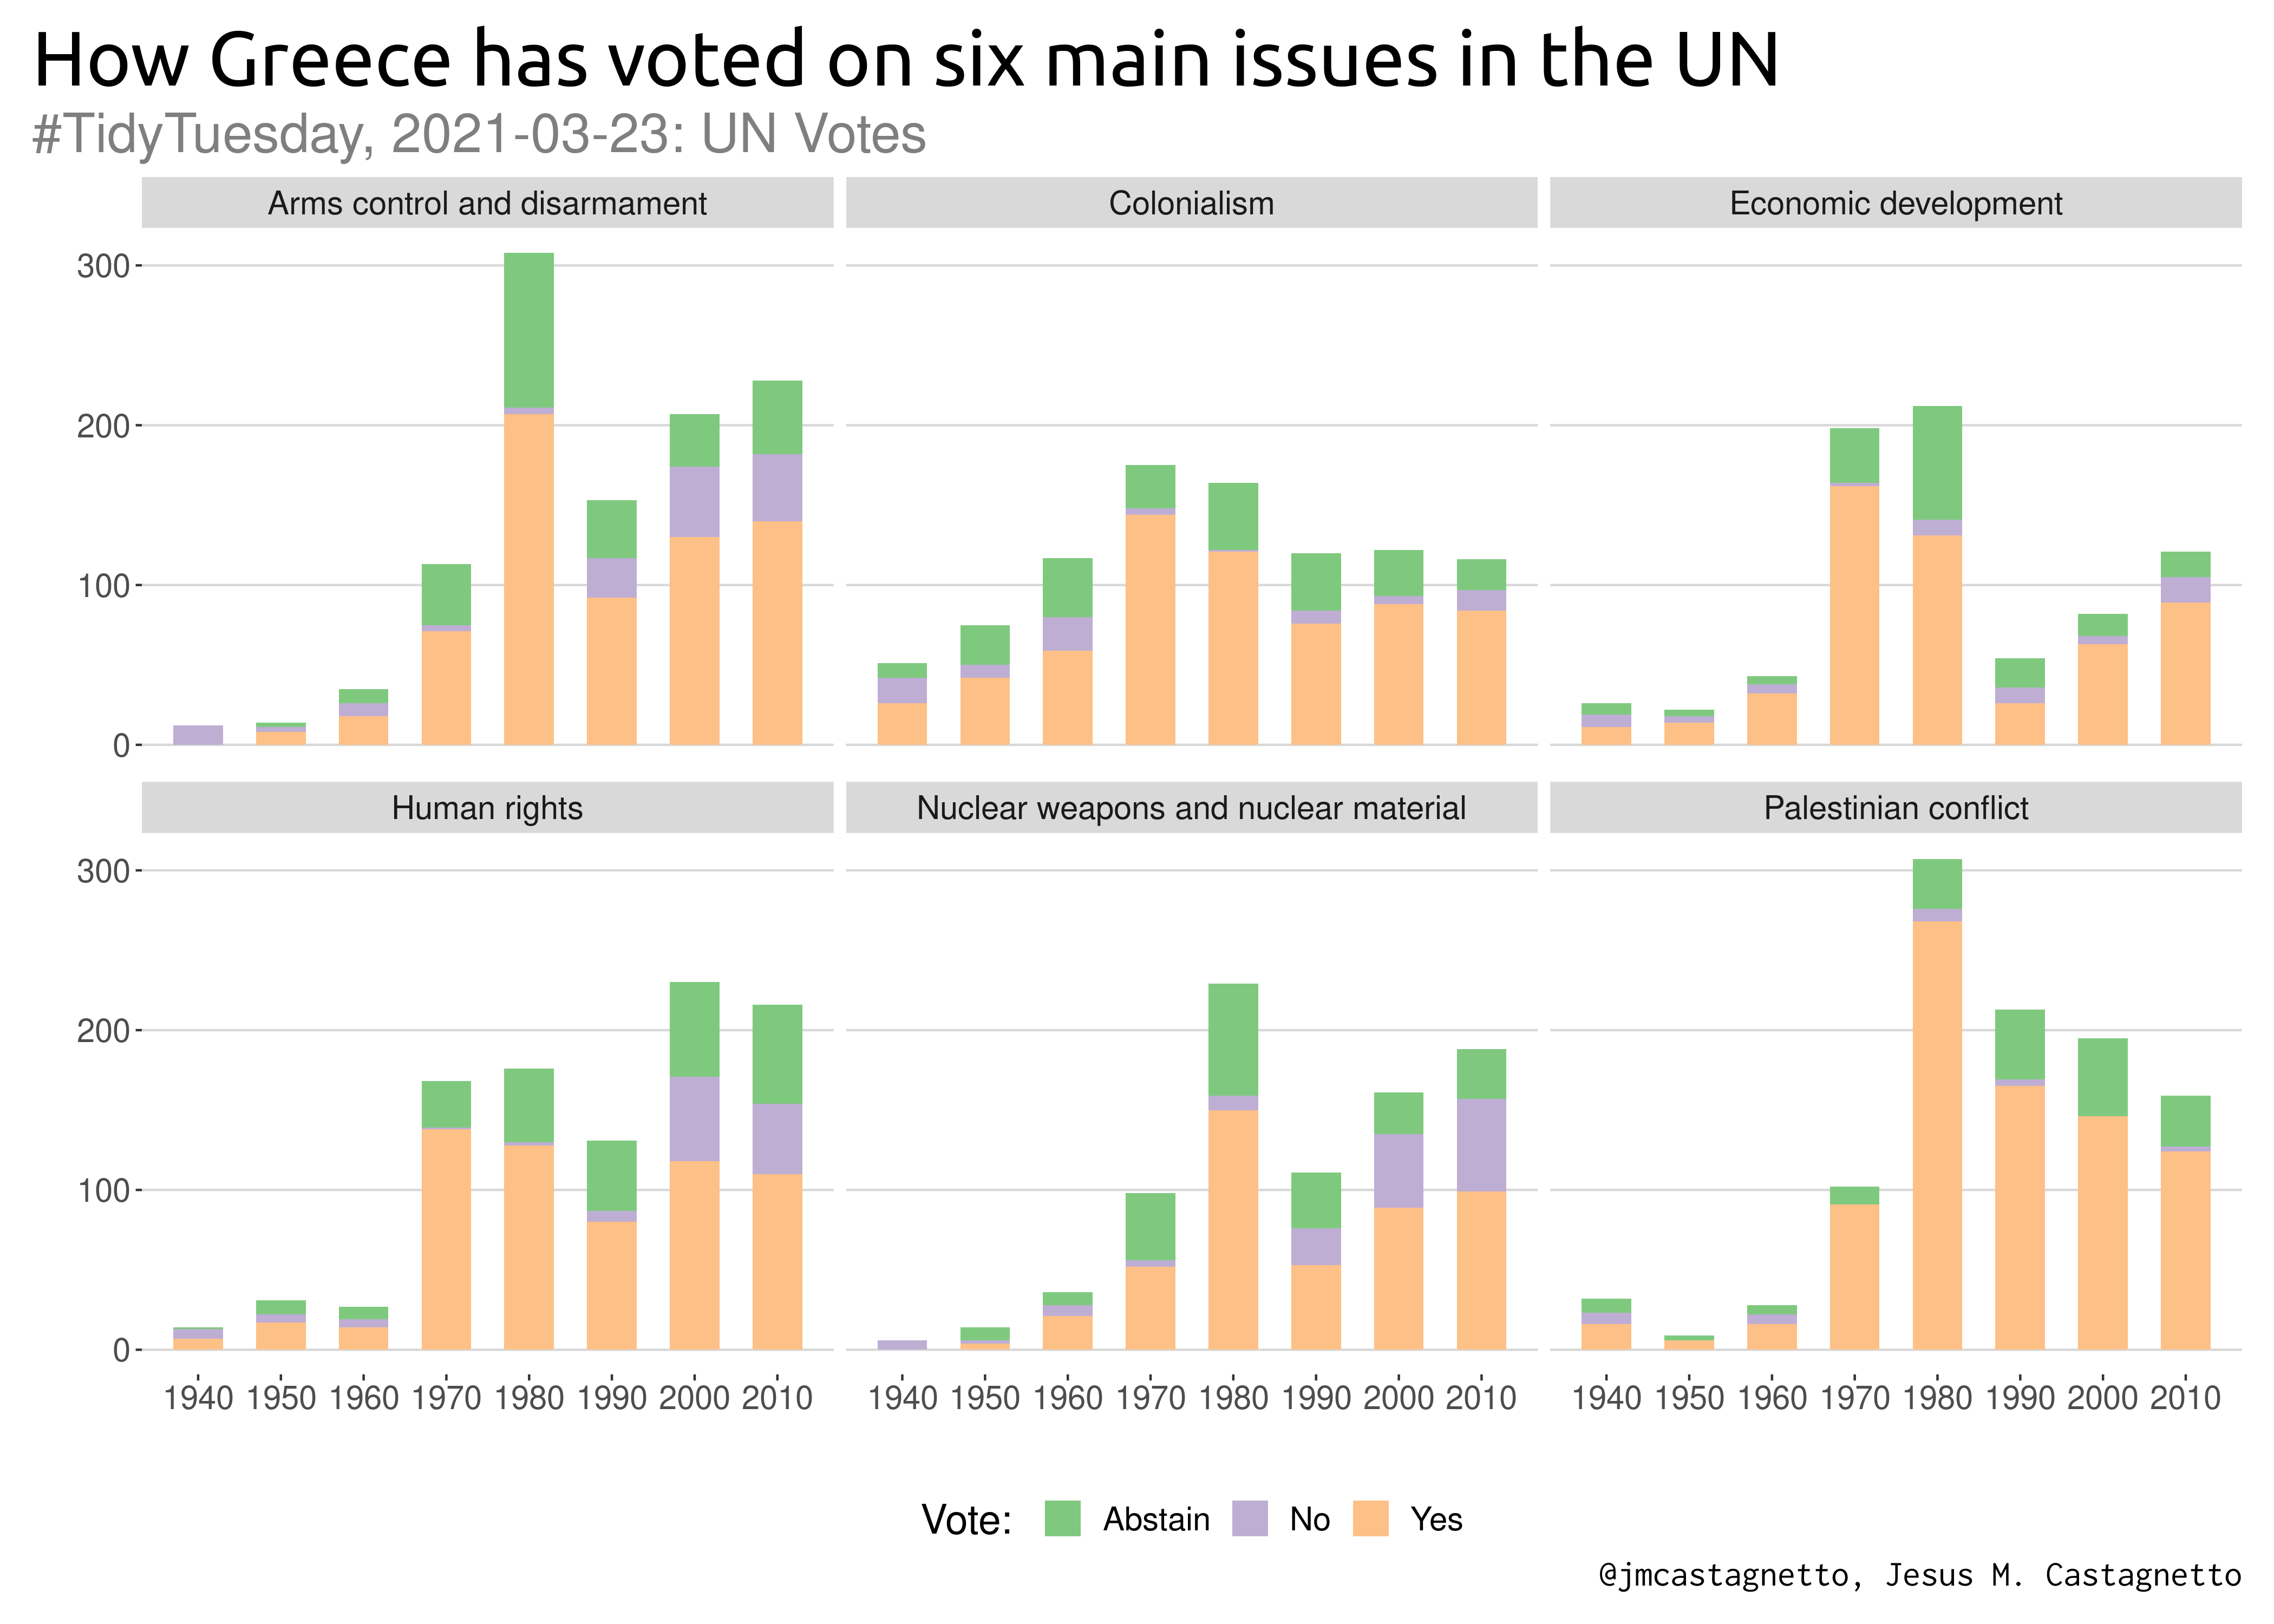 How Greece has voted on six main issues in the UN
#TidyTuesday, 2021-03-23: UN Votes
Arms control and disarmament
Colonialism
Economic development
300
200
100
0
Human rights
Nuclear weapons and nuclear material
Palestinian conflict
300
200
100
0
1940 1950 1960 1970 1980 1990 2000 2010
1940 1950 1960 1970 1980 1990 2000 2010
1940 1950 1960 1970 1980 1990 2000 2010
Vote: Abstain No Yes
@jmcastagnetto, Jesus M. Castagnetto